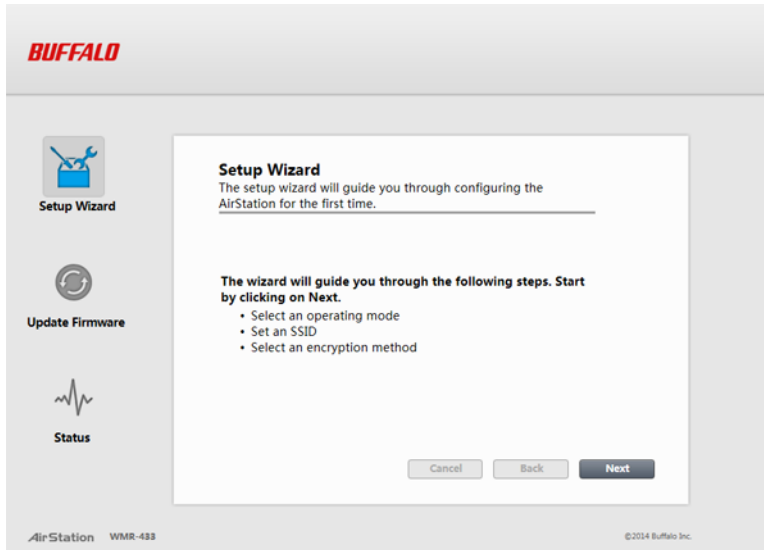 BUFFALO
Setup Wizard
Update Firmware
Status
Setup Wizard
The setup wizard will guide you through configuring the
AirStation for the first time.
The wizard will guide you through the following steps. Start
by clicking on Next.
• Select an operating mode
• Set an SSID
• Select an encryption method
Cancel Back Next
AirStation WMR-433 ©2014 Buffalo Inc.